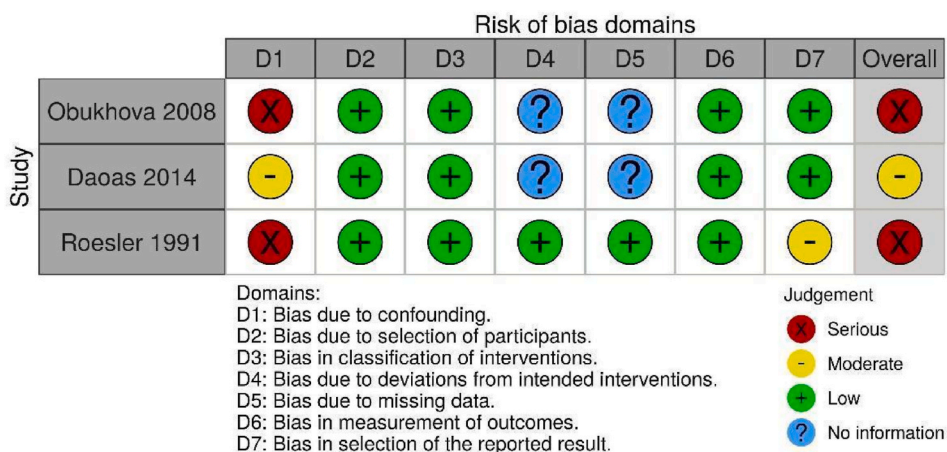 Risk of bias domains
D1 D2 D3 D4 D5 D6 D7 Overall
Study
Obukhova 2008 X + + ? ? + + X
Daoas 2014 - + + ? ? + + -
Roesler 1991 X + + + + + - X
Domains:
D1: Bias due to confounding.
D2: Bias due to selection of participants.
D3: Bias in classification of interventions.
D4: Bias due to deviations from intended interventions.
D5: Bias due to missing data.
D6: Bias in measurement of outcomes.
D7: Bias in selection of the reported result.
Judgement
X Serious
- Moderate
+ Low
? No information